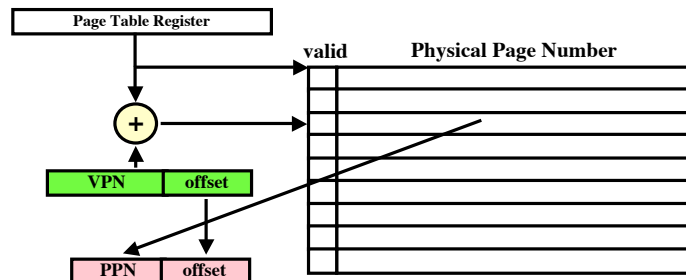 Page Table Register
valid Physical Page Number
+
VPN offset
PPN offset